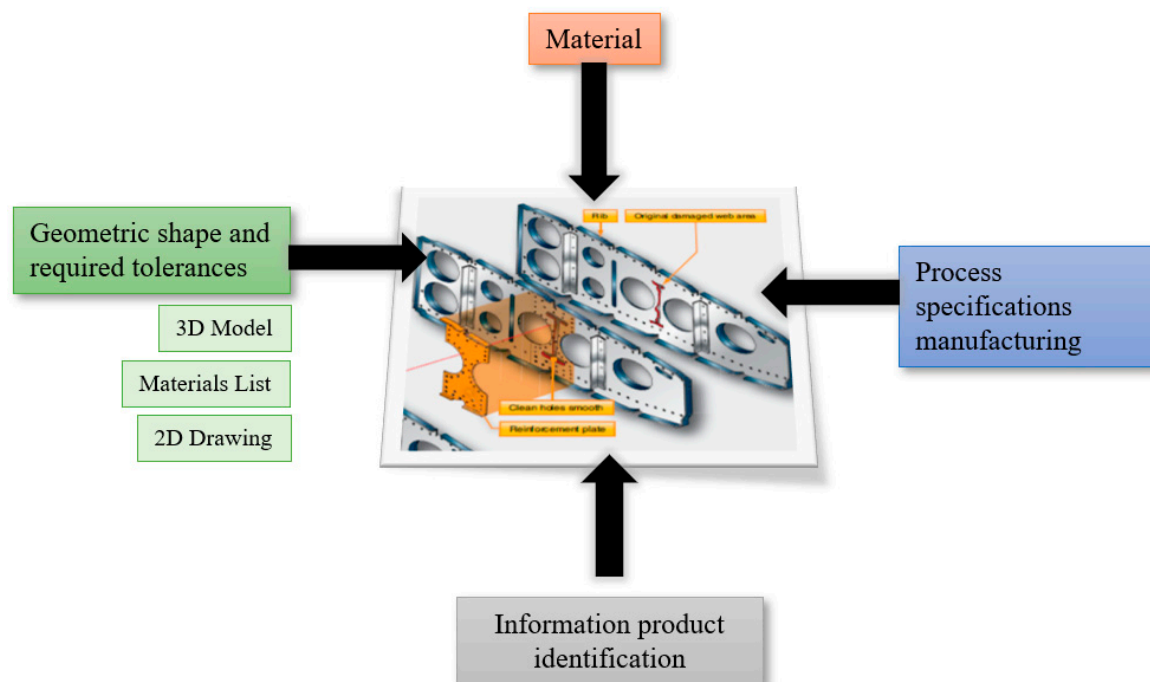 Material
Geometric shape and
required tolerances
3D Model
Materials List
2D Drawing
Rib
Original damaged web area
Clean holes smooth
Reinforcement plate
Process
specifications
manufacturing
Information product
identification